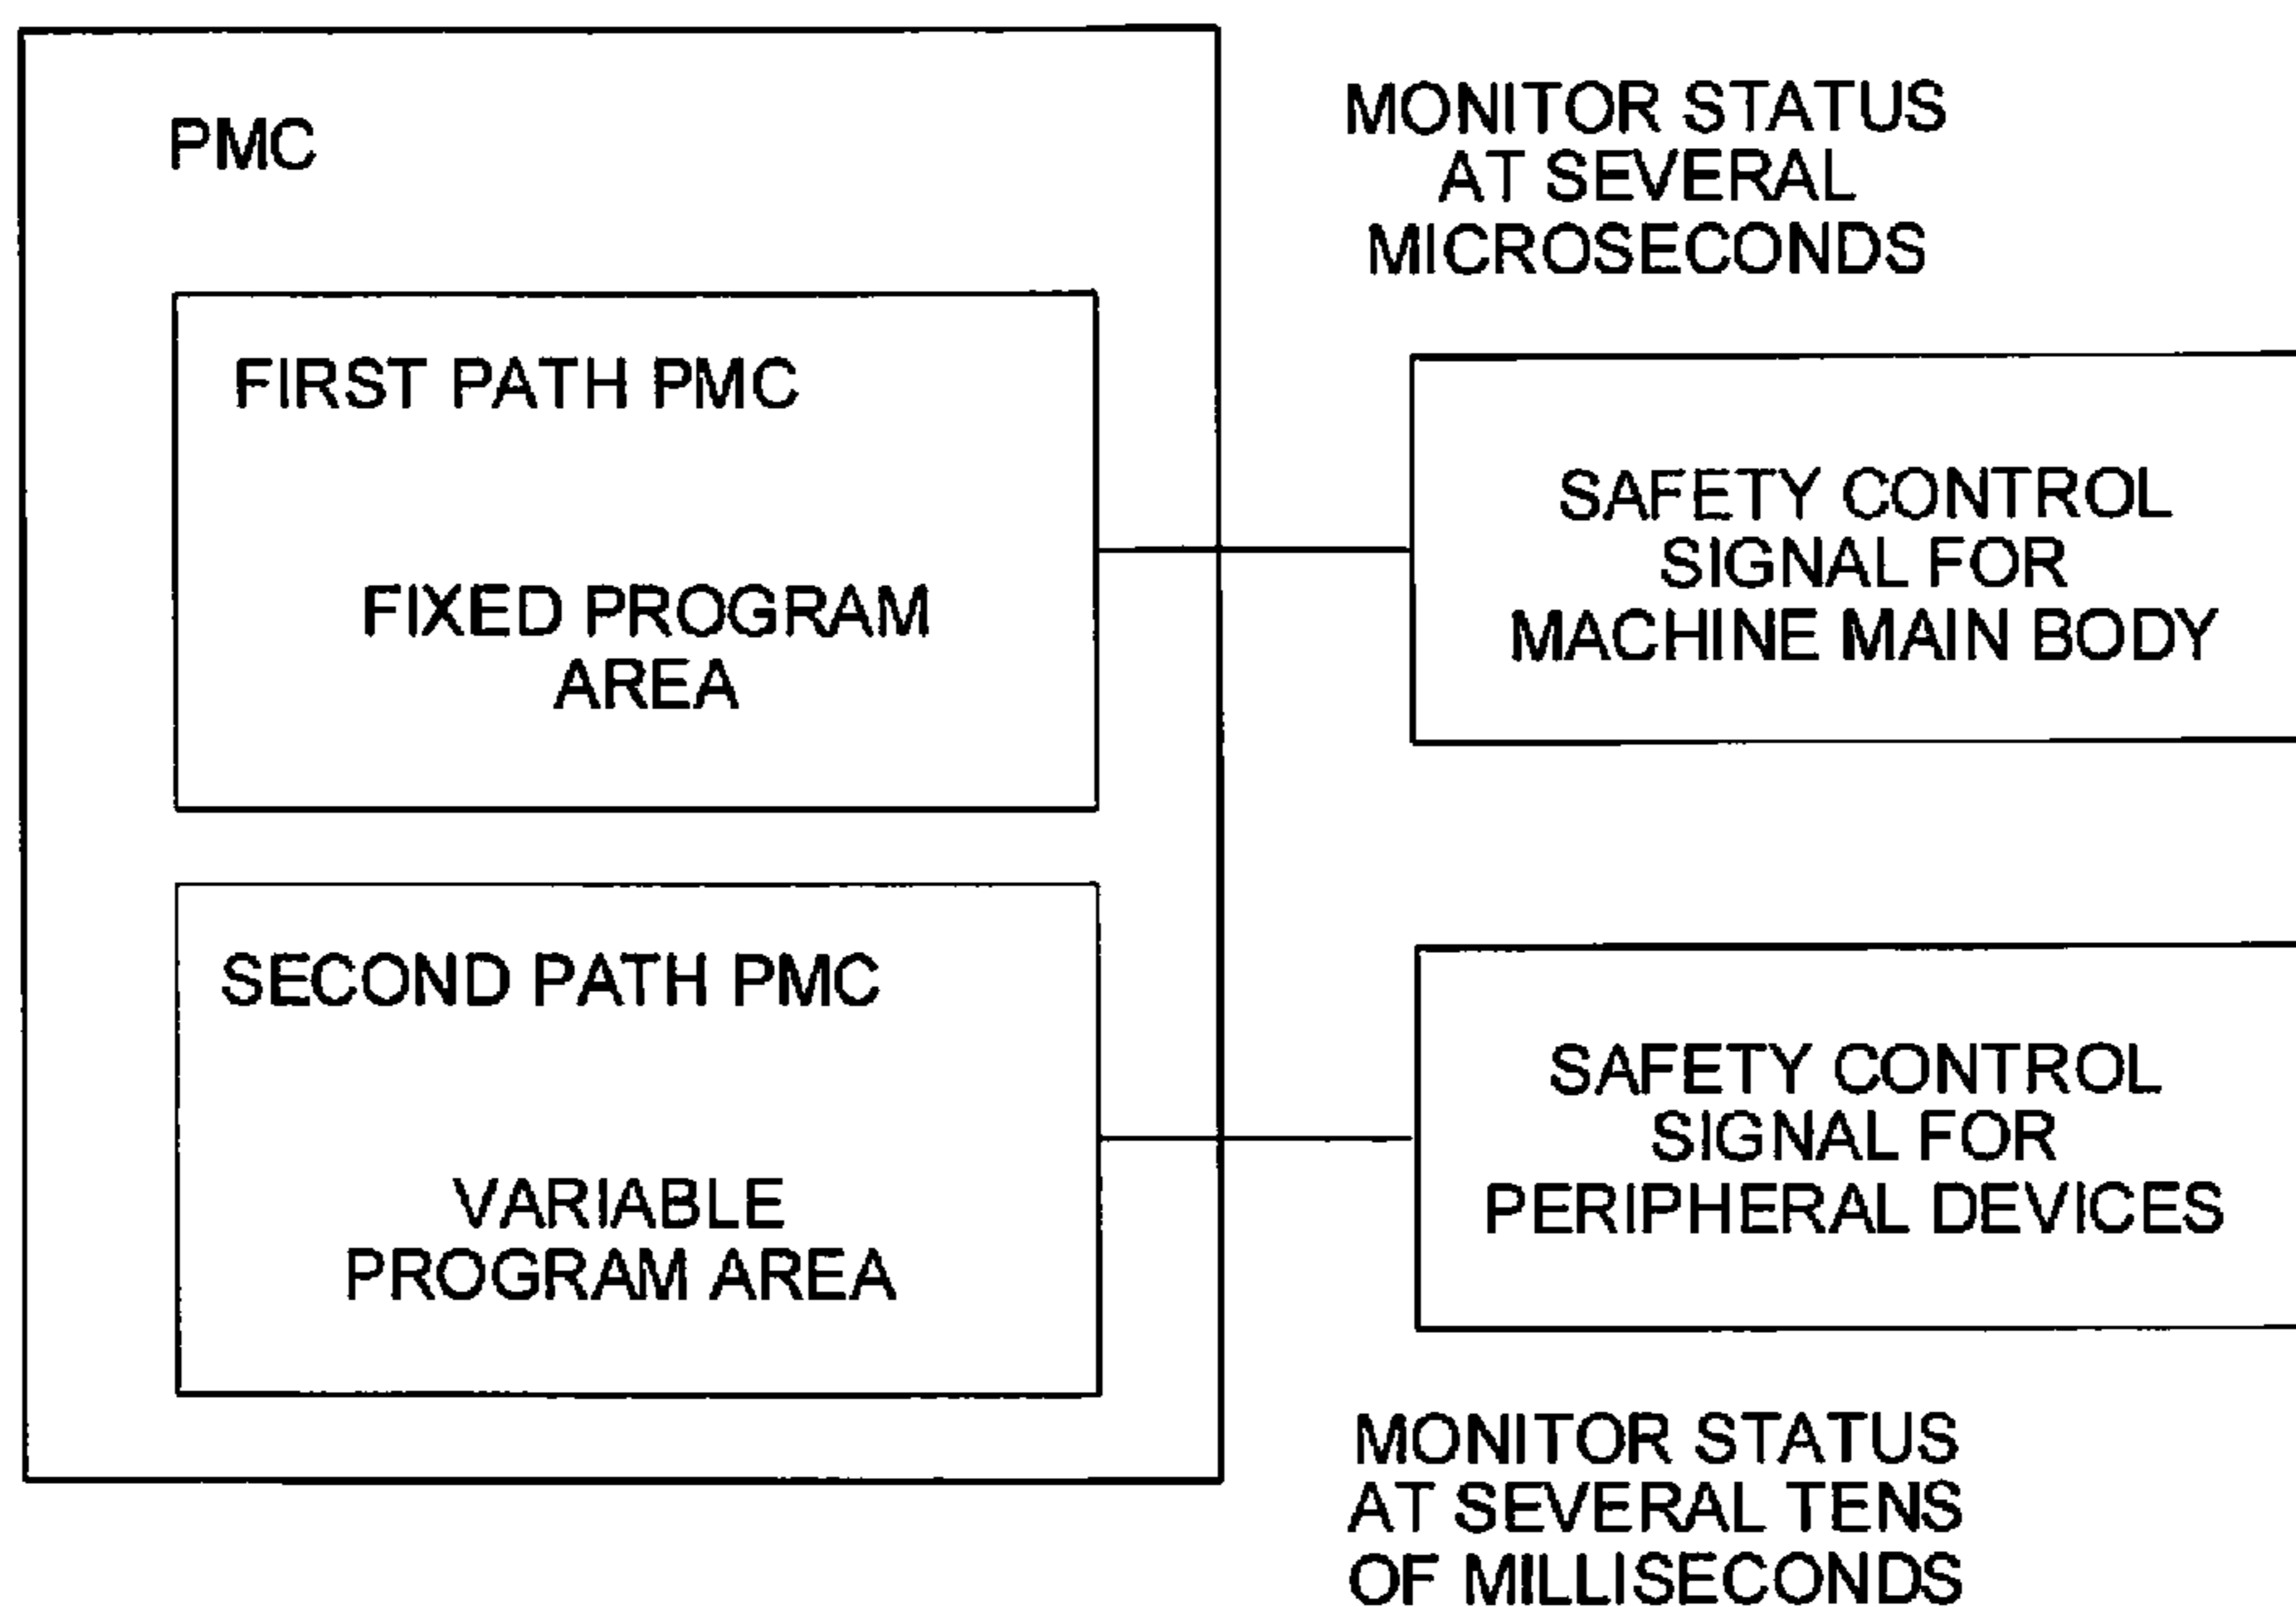 PMC
FIRST PATH PMC
FIXED PROGRAM
AREA
SECOND PATH PMC
VARIABLE
PROGRAM AREA
MONITOR STATUS
AT SEVERAL
MICROSECONDS
SAFETY CONTROL
SIGNAL FOR
MACHINE MAIN BODY
SAFETY CONTROL
SIGNAL FOR
PERIPHERAL DEVICES
MONITOR STATUS
AT SEVERAL TENS
OF MILLISECONDS